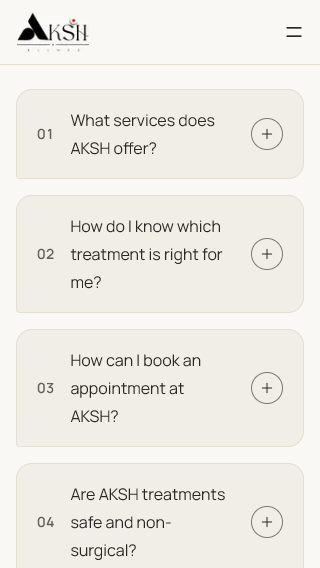 AKSH
01
What services does
AKSH offer?
02
How do I know which
treatment is right for
me?
03
How can I book an
appointment at
AKSH?
04
Are AKSH treatments
safe and non-
surgical?